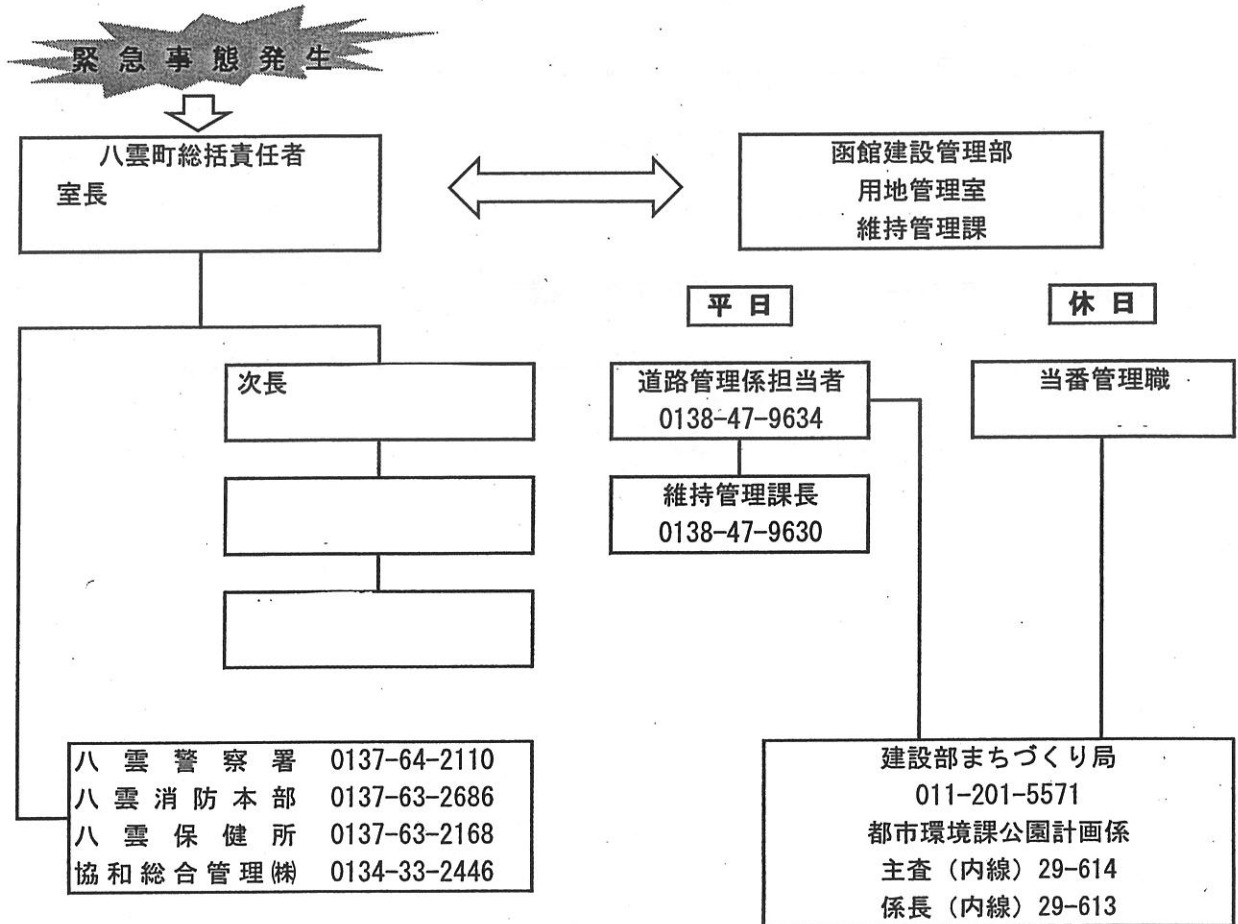 緊急事態発生
八雲町総括責任者
室長
函館建設管理部
用地管理室
維持管理課
平日
休日
次長
道路管理係担当者
0138-47-9634
当番管理職
維持管理課長
0138-47-9630
八雲警察署 0137-64-2110
八雲消防本部 0137-63-2686
八雲保健所 0137-63-2168
協和総合管理㈱ 0134-33-2446
建設部まちづくり局
011-201-5571
都市環境課公園計画係
主査（内線）29-614
係長（内線）29-613